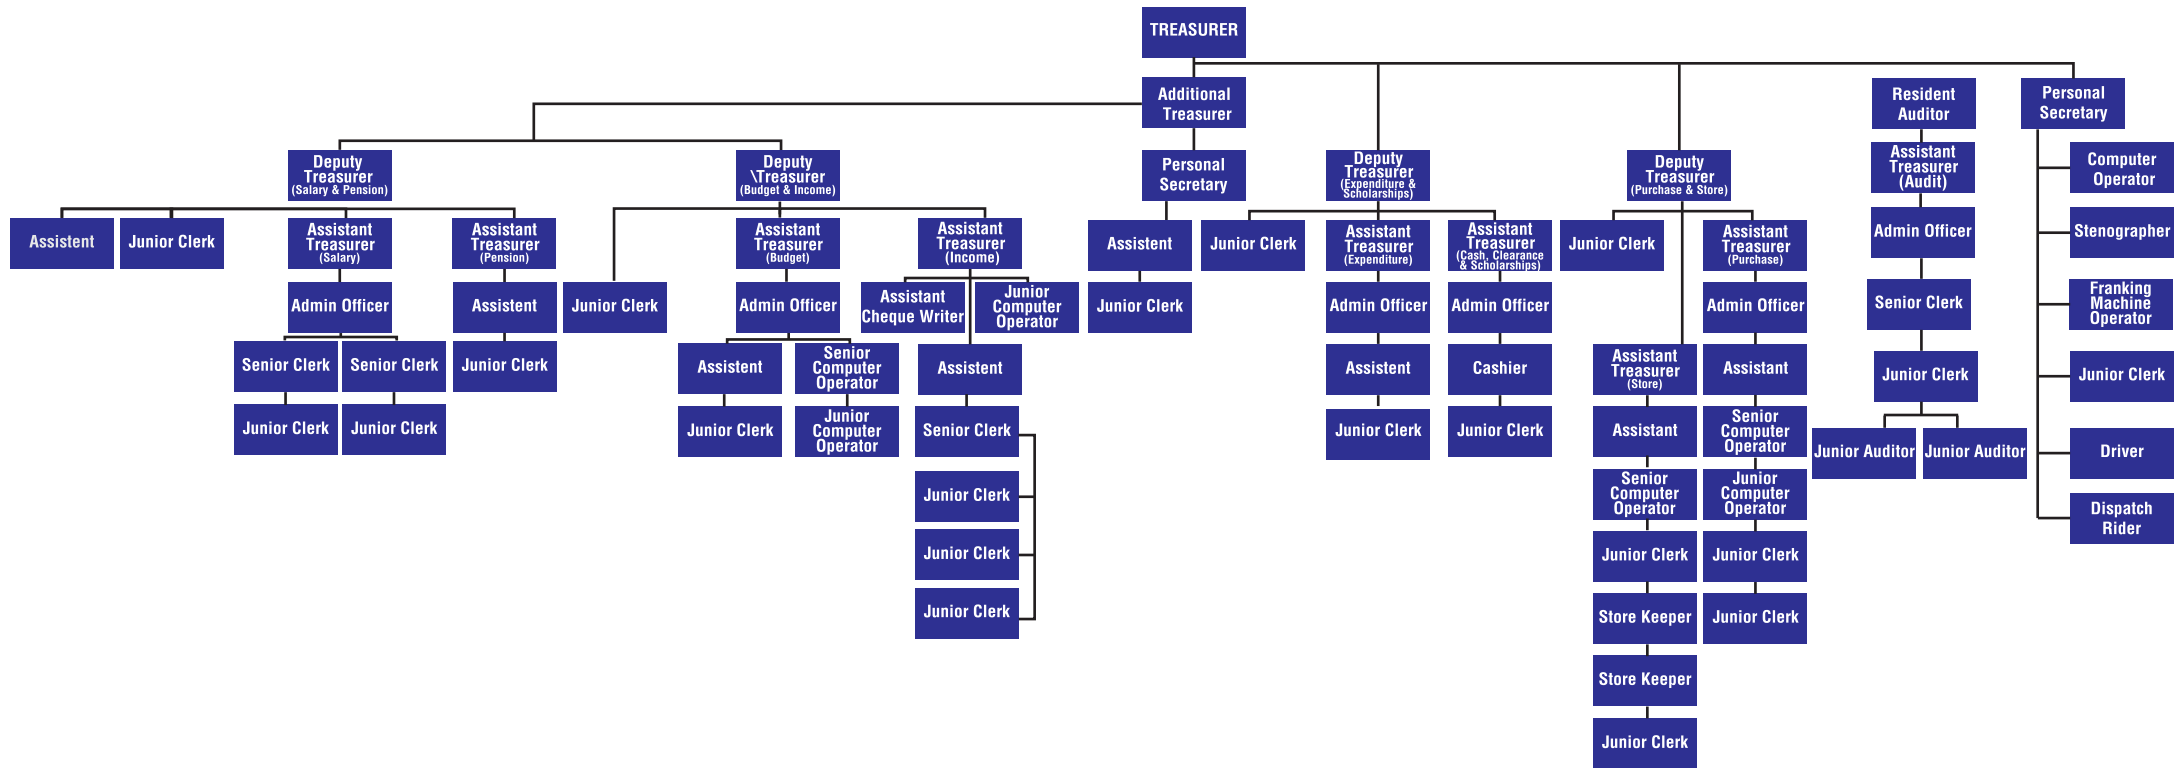 TREASURER
Additional
Treasurer
Resident
Auditor
Personal
Secretary
Deputy
Treasurer
(Salary & Pension)
Deputy
\Treasurer
(Budget & Income)
Personal
Secretary
Deputy
Treasurer
(Expenditure &
Scholarships)
Deputy
Treasurer
(Purchase & Store)
Assistant
Treasurer
(Audit)
Computer
Operator
Assistent
Junior Clerk
Assistant
Treasurer
(Salary)
Assistant
Treasurer
(Pension)
Assistant
Treasurer
(Budget)
Assistant
Treasurer
(Income)
Assistent
Junior Clerk
Assistant
Treasurer
(Expenditure)
Assistant
Treasurer
(Cash, Clearance
& Scholarships)
Junior Clerk
Assistant
Treasurer
(Purchase)
Admin Officer
Stenographer
Admin Officer
Assistent
Junior Clerk
Admin Officer
Assistant
Cheque Writer
Junior
Computer
Operator
Junior Clerk
Admin Officer
Admin Officer
Admin Officer
Senior Clerk
Franking
Machine
Operator
Senior Clerk
Senior Clerk
Junior Clerk
Assistent
Senior
Computer
Operator
Assistent
Assistent
Cashier
Assistant
Treasurer
(Store)
Assistant
Junior Clerk
Junior Clerk
Junior Clerk
Junior Clerk
Junior Clerk
Junior
Computer
Operator
Senior Clerk
Junior Clerk
Junior Clerk
Assistant
Senior
Computer
Operator
Junior Auditor
Junior Auditor
Driver
Junior Clerk
Senior
Computer
Operator
Junior
Computer
Operator
Dispatch
Rider
Junior Clerk
Junior Clerk
Junior Clerk
Junior Clerk
Store Keeper
Junior Clerk
Store Keeper
Junior Clerk